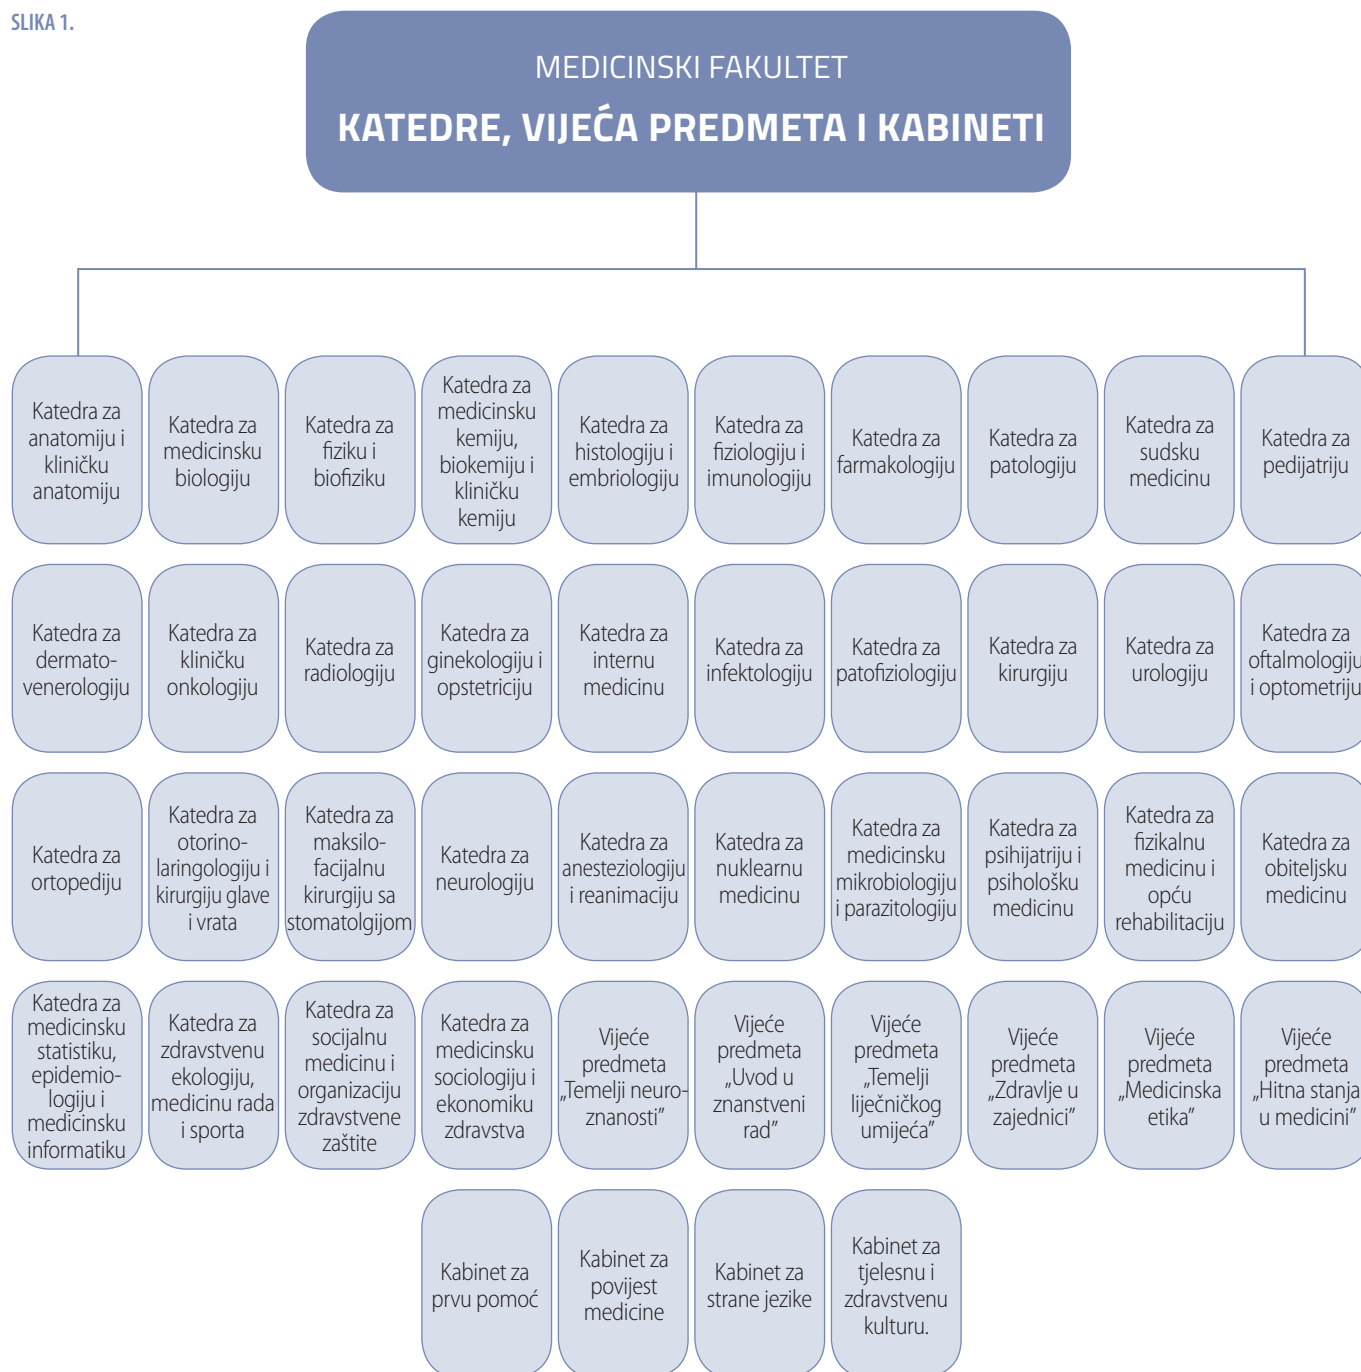 SLIKA 1.
MEDICINSKI FAKULTET
KATEDRE, VIJEĆA PREDMETA I KABINETI
Katedra za
anatomiju i
kliničku
anatomiju
Katedra za
medicinsku
biologiju
Katedra za
fiziku i
biofiziku
Katedra za
medicinsku
kemiju,
biokemiju i
kliničku
kemiju
Katedra za
histologiju i
embriologiju
Katedra za
fiziologiju i
imunologiju
Katedra za
farmakologiju
Katedra za
patologiju
Katedra za
sudsku
medicinu
Katedra za
pedijatriju
Katedra za
dermato-
venerologiju
Katedra za
kliničku
onkologiju
Katedra za
radiologiju
Katedra za
ginekologiju i
opstetriciju
Katedra za
internu
medicinu
Katedra za
infektologiju
Katedra za
patofiziologiju
Katedra za
kirurgiju
Katedra za
urologiju
Katedra za
oftalmologiju
i optometriju
Katedra za
ortopediju
Katedra za
otorino-
laringologiju i
kirurgiju glave
i vrata
Katedra za
maksilo-
facijalnu
kirurgiju sa
stomatolgijom
Katedra za
neurologiju
Katedra za
anesteziologiju
i reanimaciju
Katedra za
nuklearnu
medicinu
Katedra za
medicinsku
mikrobiologiju
i parazitologiju
Katedra za
psihijatriju i
psihološku
medicinu
Katedra za
fizikalnu
medicinu i
opću
rehabilitaciju
Katedra za
obiteljsku
medicinu
Katedra za
medicinsku
statistiku,
epidemio-
logiju i
medicinsku
informatiku
Katedra za
zdravstvenu
ekologiju,
medicinu rada
i sporta
Katedra za
socijalnu
medicinu i
organizaciju
zdravstvene
zaštite
Katedra za
medicinsku
sociologiju i
ekonomiku
zdravstva
Vijeće
predmeta
„Temelji neuro-
znanosti”
Vijeće
predmeta
„Uvod u
znanstveni
rad”
Vijeće
predmeta
„Temelji
liječničkog
umijeća”
Vijeće
predmeta
„Zdravlje u
zajednici”
Vijeće
predmeta
„Medicinska
etika”
Vijeće
predmeta
„Hitna stanja
u medicini”
Kabinet za
prvu pomoć
Kabinet za
povijest
medicine
Kabinet za
strane jezike
Kabinet za
tjelesnu i
zdravstvenu
kulturu.